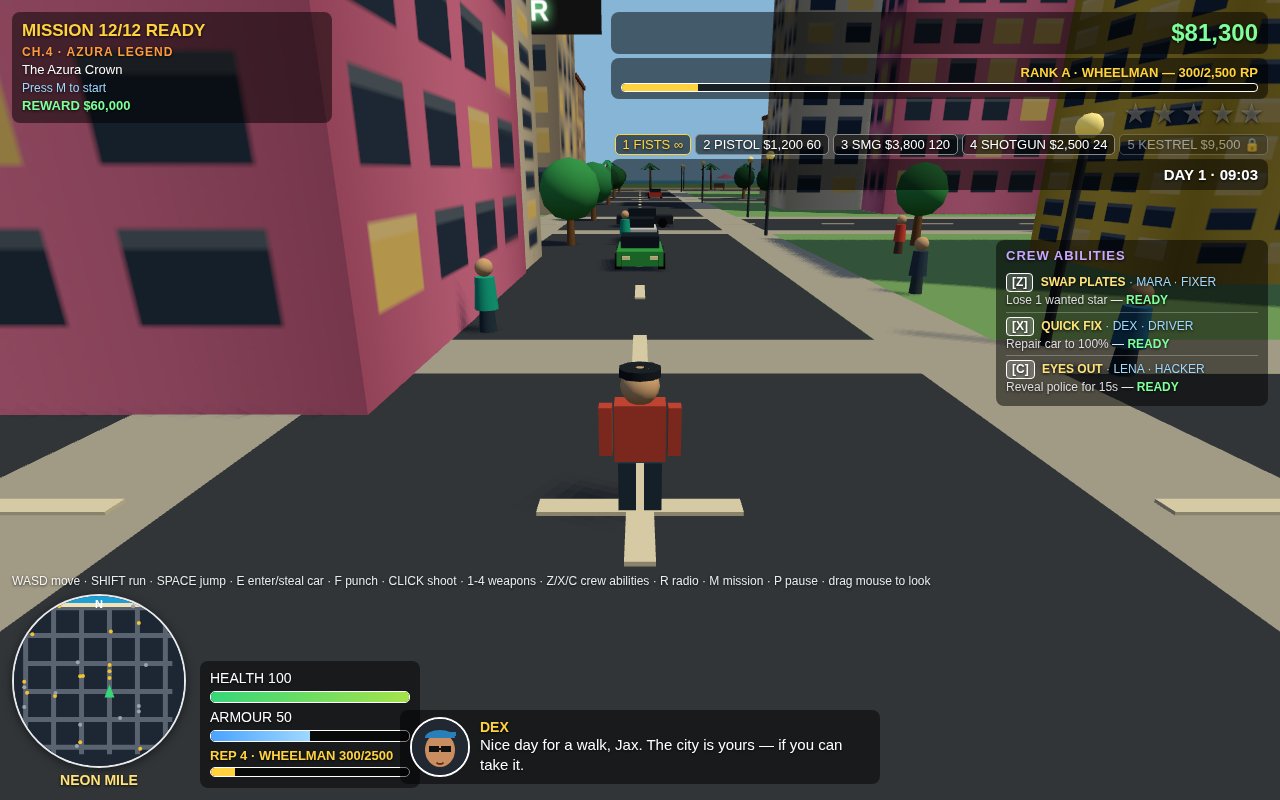 R
MISSION 12/12 READY
CH.4 · AZURA LEGEND
The Azura Crown
Press M to start
REWARD $60,000
$81,300
RANK A · WHEELMAN — 300/2,500 RP
★ ★ ★ ★ ★
1 FISTS ∞ 2 PISTOL $1,200 60 3 SMG $3,800 120 4 SHOTGUN $2,500 24 5 KESTREL $9,500 🔒
DAY 1 · 09:03
CREW ABILITIES
[Z] SWAP PLATES · MARA · FIXER
Lose 1 wanted star — READY
[X] QUICK FIX · DEX · DRIVER
Repair car to 100% — READY
[C] EYES OUT · LENA · HACKER
Reveal police for 15s — READY
WASD move · SHIFT run · SPACE jump · E enter/steal car · F punch · CLICK shoot · 1-4 weapons · Z/X/C crew abilities · R radio · M mission · P pause · drag mouse to look
N
NEON MILE
HEALTH 100
ARMOUR 50
REP 4 · WHEELMAN 300/2500
DEX
Nice day for a walk, Jax. The city is yours — if you can
take it.